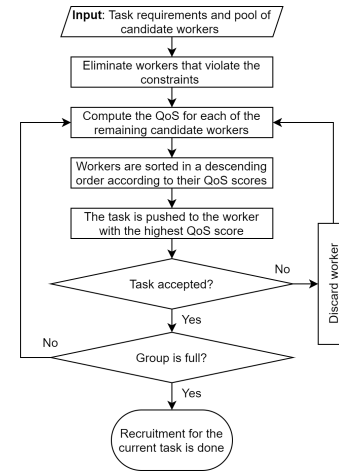 Input: Task requirements and pool of
candidate workers
Eliminate workers that violate the
constraints
Compute the QoS for each of the
remaining candidate workers
Workers are sorted in a descending
order according to their QoS scores
The task is pushed to the worker
with the highest QoS score
Task accepted?
No
Discard worker
Yes
No
Group is full?
Yes
Recruitment for the
current task is done